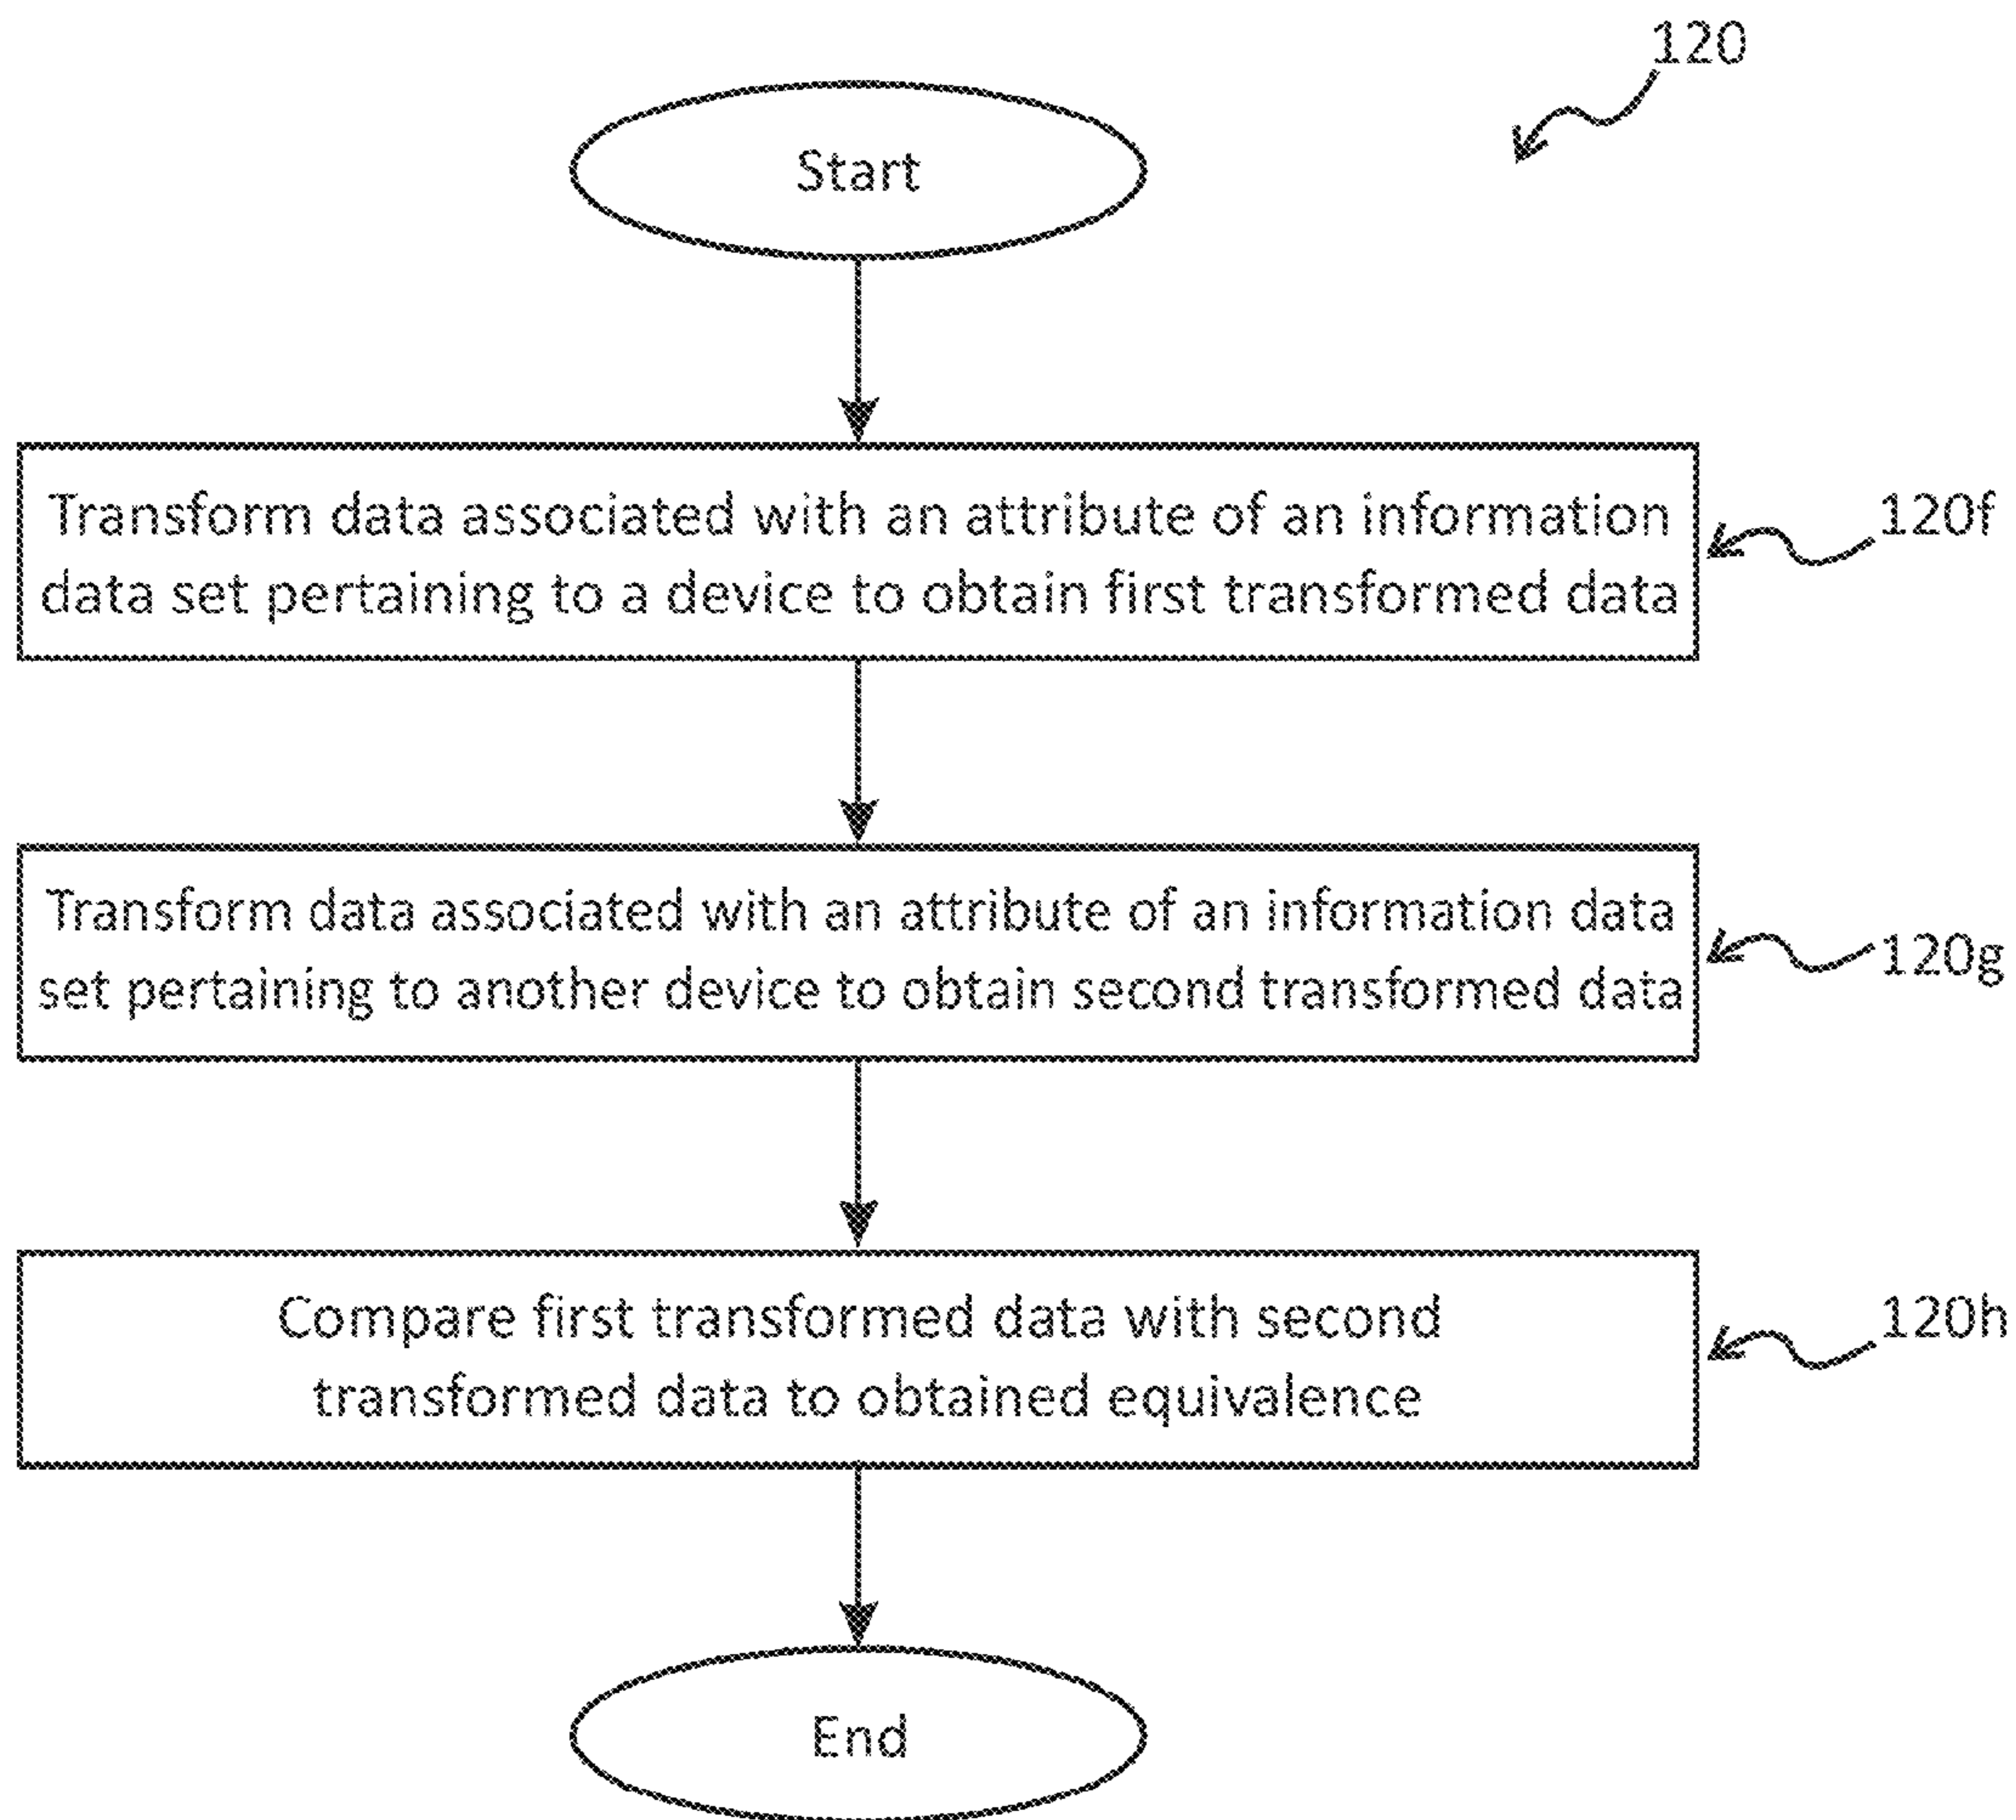 120
Start
Transform data associated with an attribute of an information
data set pertaining to a device to obtain first transformed data
120f
Transform data associated with an attribute of an information data
set pertaining to another device to obtain second transformed data
120g
Compare first transformed data with second
transformed data to obtained equivalence
120h
End